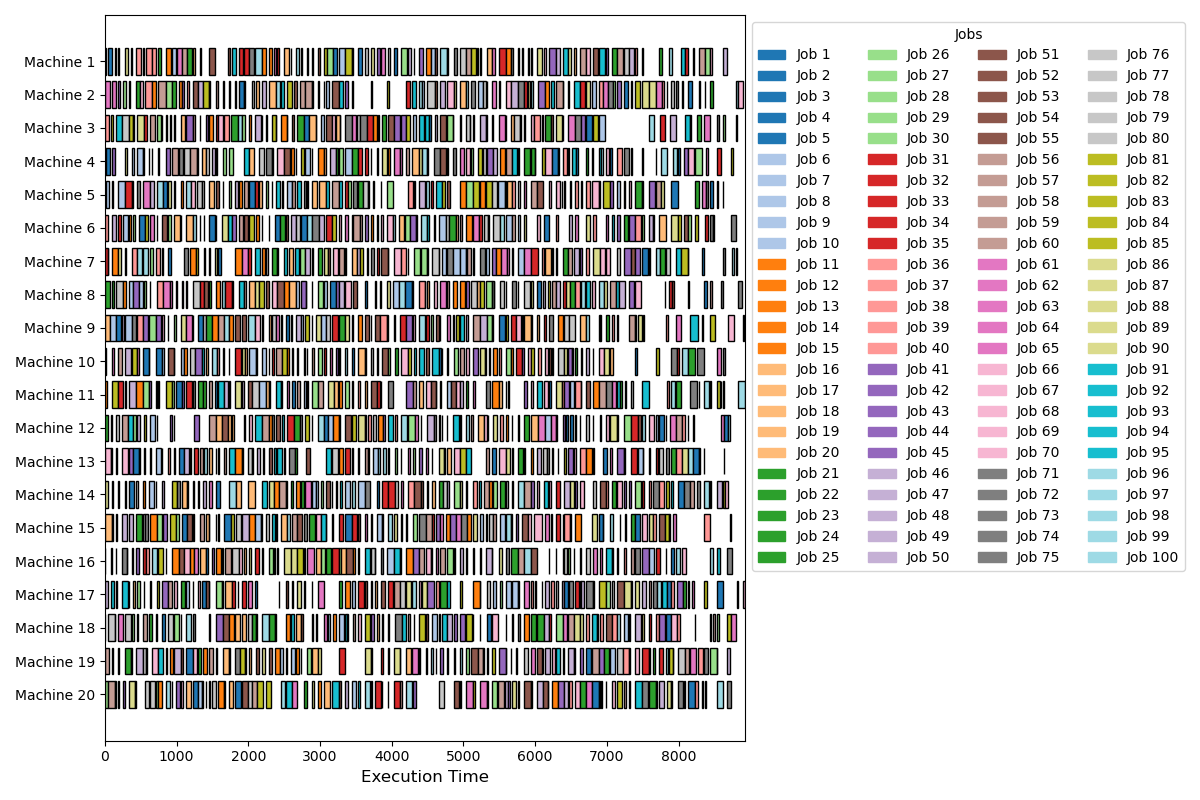 Machine 1
Machine 2
Machine 3
Machine 4
Machine 5
Machine 6
Machine 7
Machine 8
Machine 9
Machine 10
Machine 11
Machine 12
Machine 13
Machine 14
Machine 15
Machine 16
Machine 17
Machine 18
Machine 19
Machine 20
0 1000 2000 3000 4000 5000 6000 7000 8000
Execution Time
Jobs
Job 1 Job 26 Job 51 Job 76
Job 2 Job 27 Job 52 Job 77
Job 3 Job 28 Job 53 Job 78
Job 4 Job 29 Job 54 Job 79
Job 5 Job 30 Job 55 Job 80
Job 6 Job 31 Job 56 Job 81
Job 7 Job 32 Job 57 Job 82
Job 8 Job 33 Job 58 Job 83
Job 9 Job 34 Job 59 Job 84
Job 10 Job 35 Job 60 Job 85
Job 11 Job 36 Job 61 Job 86
Job 12 Job 37 Job 62 Job 87
Job 13 Job 38 Job 63 Job 88
Job 14 Job 39 Job 64 Job 89
Job 15 Job 40 Job 65 Job 90
Job 16 Job 41 Job 66 Job 91
Job 17 Job 42 Job 67 Job 92
Job 18 Job 43 Job 68 Job 93
Job 19 Job 44 Job 69 Job 94
Job 20 Job 45 Job 70 Job 95
Job 21 Job 46 Job 71 Job 96
Job 22 Job 47 Job 72 Job 97
Job 23 Job 48 Job 73 Job 98
Job 24 Job 49 Job 74 Job 99
Job 25 Job 50 Job 75 Job 100